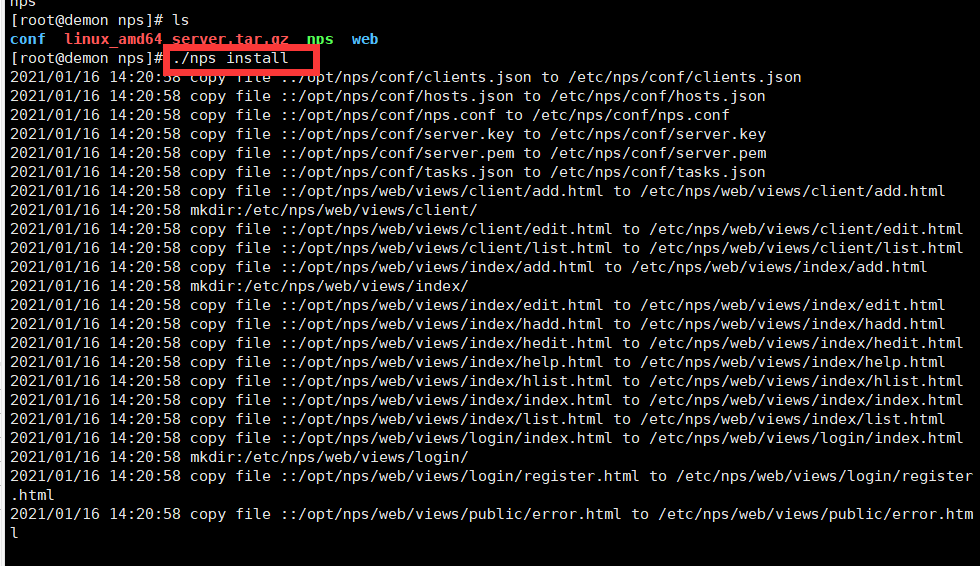 nps
[root@demon nps]# ls
conf  linux_amd64_server.tar.gz  nps  web
[root@demon nps]# ./nps install
2021/01/16 14:20:58 copy file ::/opt/nps/conf/clients.json to /etc/nps/conf/clients.json
2021/01/16 14:20:58 copy file ::/opt/nps/conf/hosts.json to /etc/nps/conf/hosts.json
2021/01/16 14:20:58 copy file ::/opt/nps/conf/nps.conf to /etc/nps/conf/nps.conf
2021/01/16 14:20:58 copy file ::/opt/nps/conf/server.key to /etc/nps/conf/server.key
2021/01/16 14:20:58 copy file ::/opt/nps/conf/server.pem to /etc/nps/conf/server.pem
2021/01/16 14:20:58 copy file ::/opt/nps/conf/tasks.json to /etc/nps/conf/tasks.json
2021/01/16 14:20:58 copy file ::/opt/nps/web/views/client/add.html to /etc/nps/web/views/client/add.html
2021/01/16 14:20:58 mkdir:/etc/nps/web/views/client/
2021/01/16 14:20:58 copy file ::/opt/nps/web/views/client/edit.html to /etc/nps/web/views/client/edit.html
2021/01/16 14:20:58 copy file ::/opt/nps/web/views/client/list.html to /etc/nps/web/views/client/list.html
2021/01/16 14:20:58 copy file ::/opt/nps/web/views/index/add.html to /etc/nps/web/views/index/add.html
2021/01/16 14:20:58 mkdir:/etc/nps/web/views/index/
2021/01/16 14:20:58 copy file ::/opt/nps/web/views/index/edit.html to /etc/nps/web/views/index/edit.html
2021/01/16 14:20:58 copy file ::/opt/nps/web/views/index/hadd.html to /etc/nps/web/views/index/hadd.html
2021/01/16 14:20:58 copy file ::/opt/nps/web/views/index/hedit.html to /etc/nps/web/views/index/hedit.html
2021/01/16 14:20:58 copy file ::/opt/nps/web/views/index/help.html to /etc/nps/web/views/index/help.html
2021/01/16 14:20:58 copy file ::/opt/nps/web/views/index/hlist.html to /etc/nps/web/views/index/hlist.html
2021/01/16 14:20:58 copy file ::/opt/nps/web/views/index/index.html to /etc/nps/web/views/index/index.html
2021/01/16 14:20:58 copy file ::/opt/nps/web/views/index/list.html to /etc/nps/web/views/index/list.html
2021/01/16 14:20:58 copy file ::/opt/nps/web/views/login/index.html to /etc/nps/web/views/login/index.html
2021/01/16 14:20:58 mkdir:/etc/nps/web/views/login/
2021/01/16 14:20:58 copy file ::/opt/nps/web/views/login/register.html to /etc/nps/web/views/login/register
.html
2021/01/16 14:20:58 copy file ::/opt/nps/web/views/public/error.html to /etc/nps/web/views/public/error.htm
l